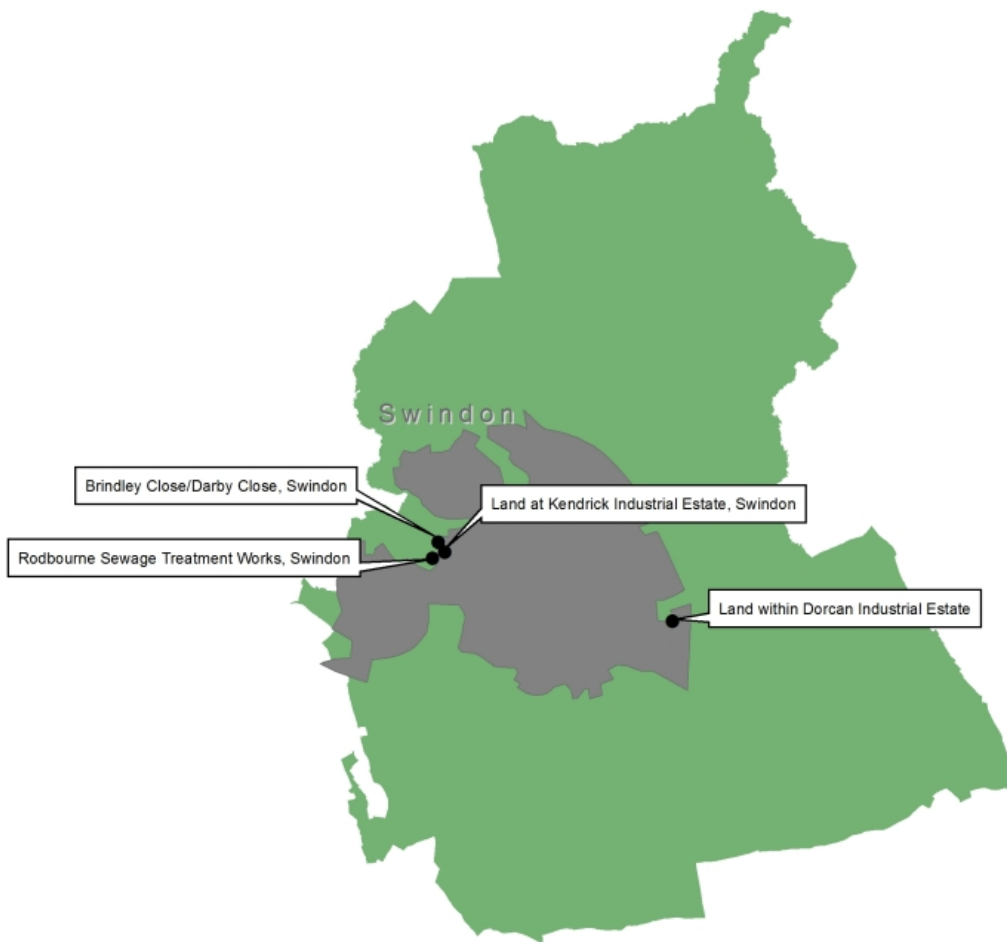 Swindon
Brindley Close/Darby Close, Swindon
Land at Kendrick Industrial Estate, Swindon
Rodbourne Sewage Treatment Works, Swindon
Land within Dorcan Industrial Estate